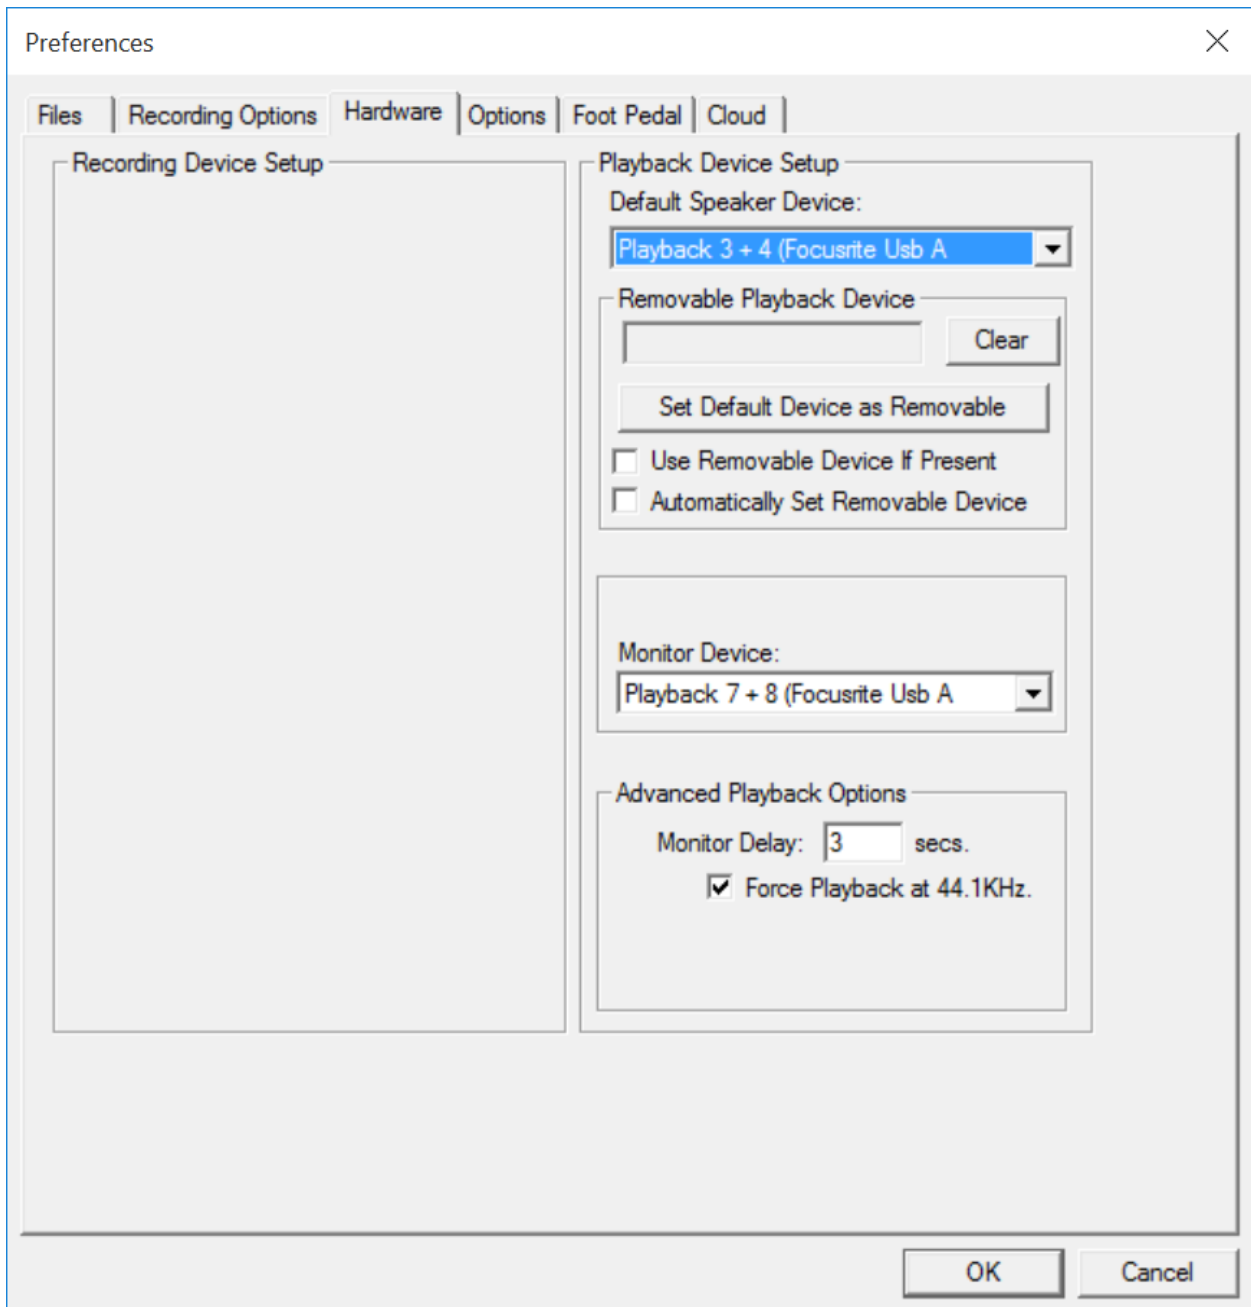 Preferences
Files Recording Options Hardware Options Foot Pedal Cloud
Recording Device Setup
Playback Device Setup
Default Speaker Device:
Playback 3 + 4 (Focusrite Usb A
Removable Playback Device
Clear
Set Default Device as Removable
Use Removable Device If Present
Automatically Set Removable Device
Monitor Device:
Playback 7 + 8 (Focusrite Usb A
Advanced Playback Options
Monitor Delay: 3 secs.
Force Playback at 44.1KHz.
OK Cancel